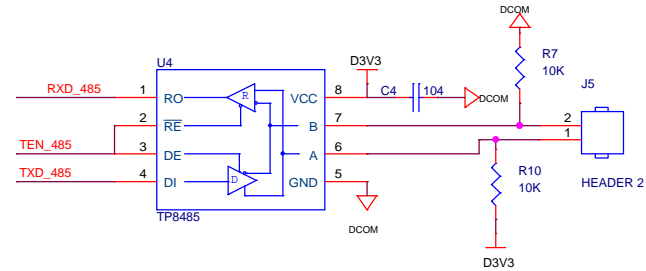 DCOM
R7
10K
U4
D3V3
J5
RXD_485
1
RO
R
VCC
8
C4
104
DCOM
2
RE
B
7
2
1
TEN_485
3
DE
A
6
TXD_485
4
DI
D
GND
5
R10
10K
HEADER 2
TP8485
DCOM
D3V3